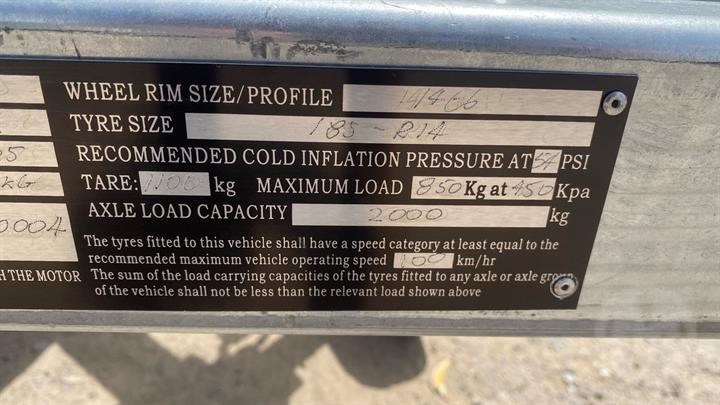 WHEEL RIM SIZE/PROFILE
TYRE SIZE 185-R14
5 RECOMMENDED COLD INFLATION PRESSURE AT 54 PSI
KG TARE: 1100 kg MAXIMUM LOAD 850 Kg at 450 Kpa
AXLE LOAD CAPACITY 2000 kg
0004
The tyres fitted to this vehicle shall have a speed category at least equal to the
recommended maximum vehicle operating speed 100 km/hr
H THE MOTOR The sum of the load carrying capacities of the tyres fitted to any axle or axle group
of the vehicle shall not be less than the relevant load shown above